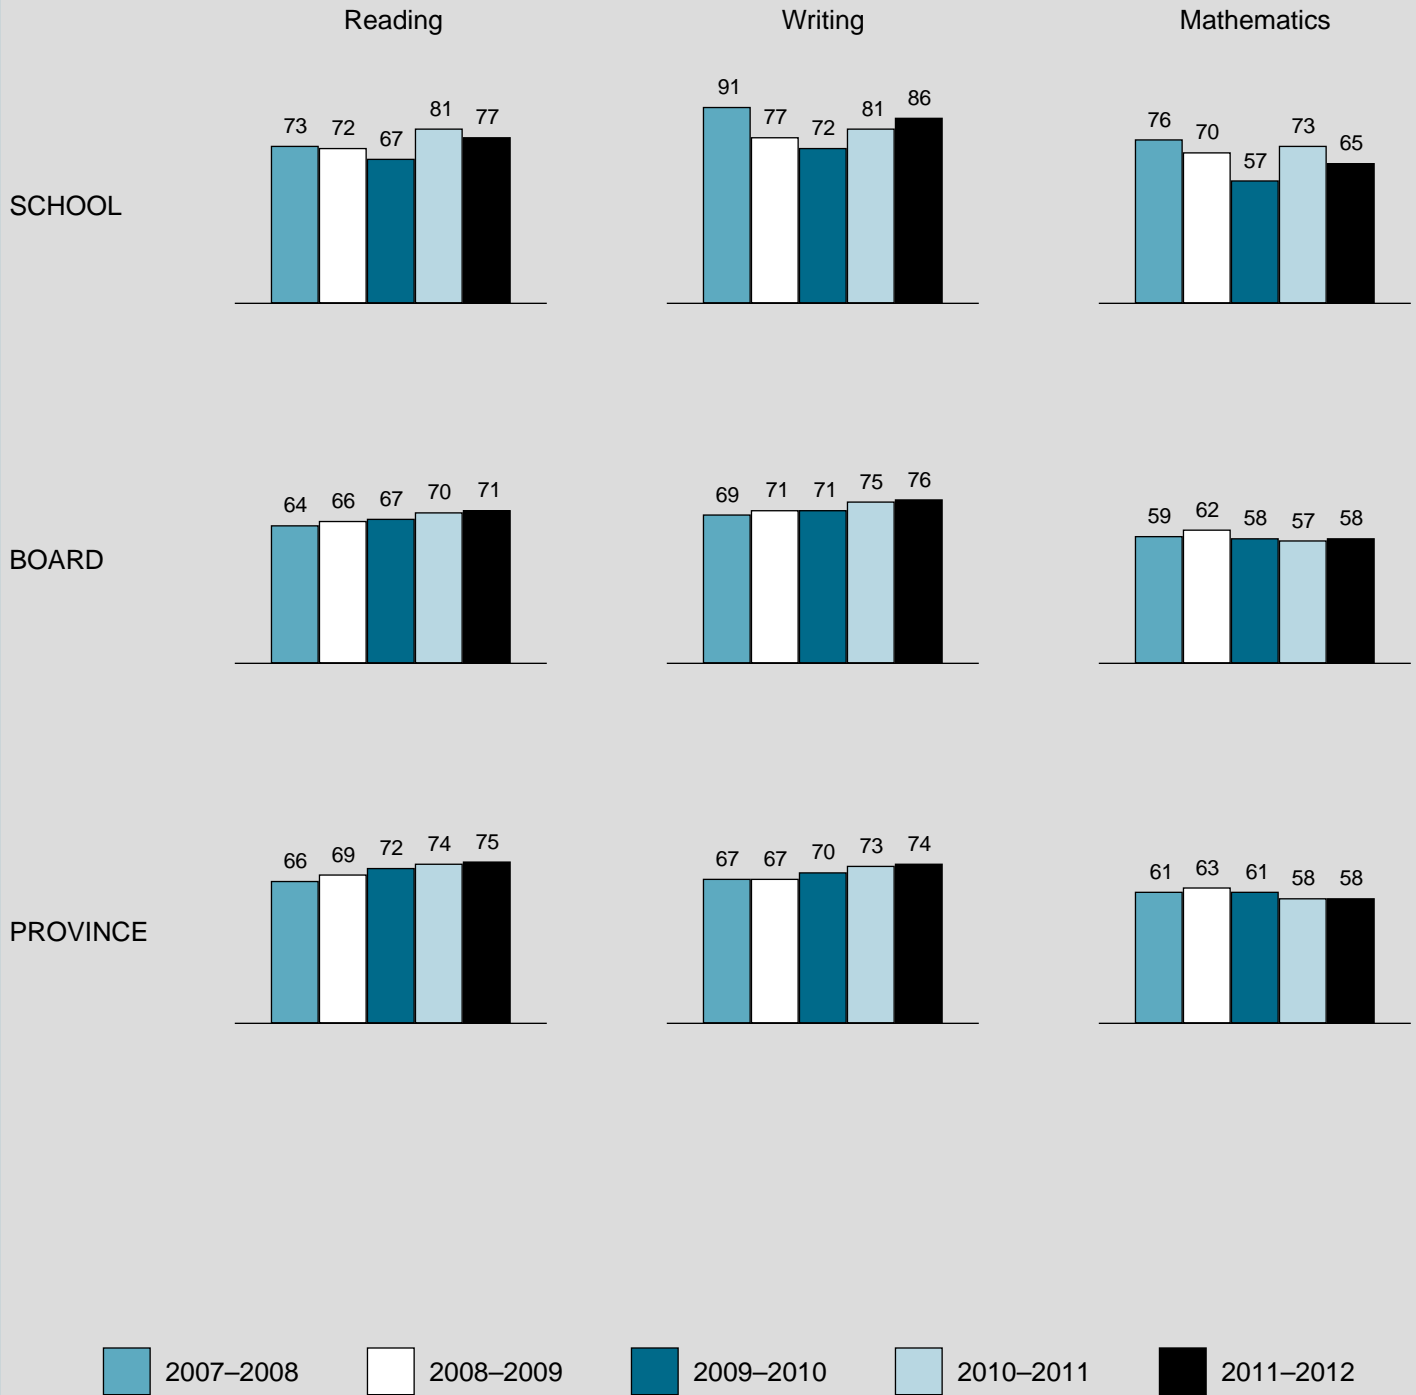 Reading Writing Mathematics
SCHOOL
73 72 67 81 77
91 77 72 81 86
76 70 57 73 65
BOARD
64 66 67 70 71
69 71 71 75 76
59 62 58 57 58
PROVINCE
66 69 72 74 75
67 67 70 73 74
61 63 61 58 58
2007–2008 2008–2009 2009–2010 2010–2011 2011–2012